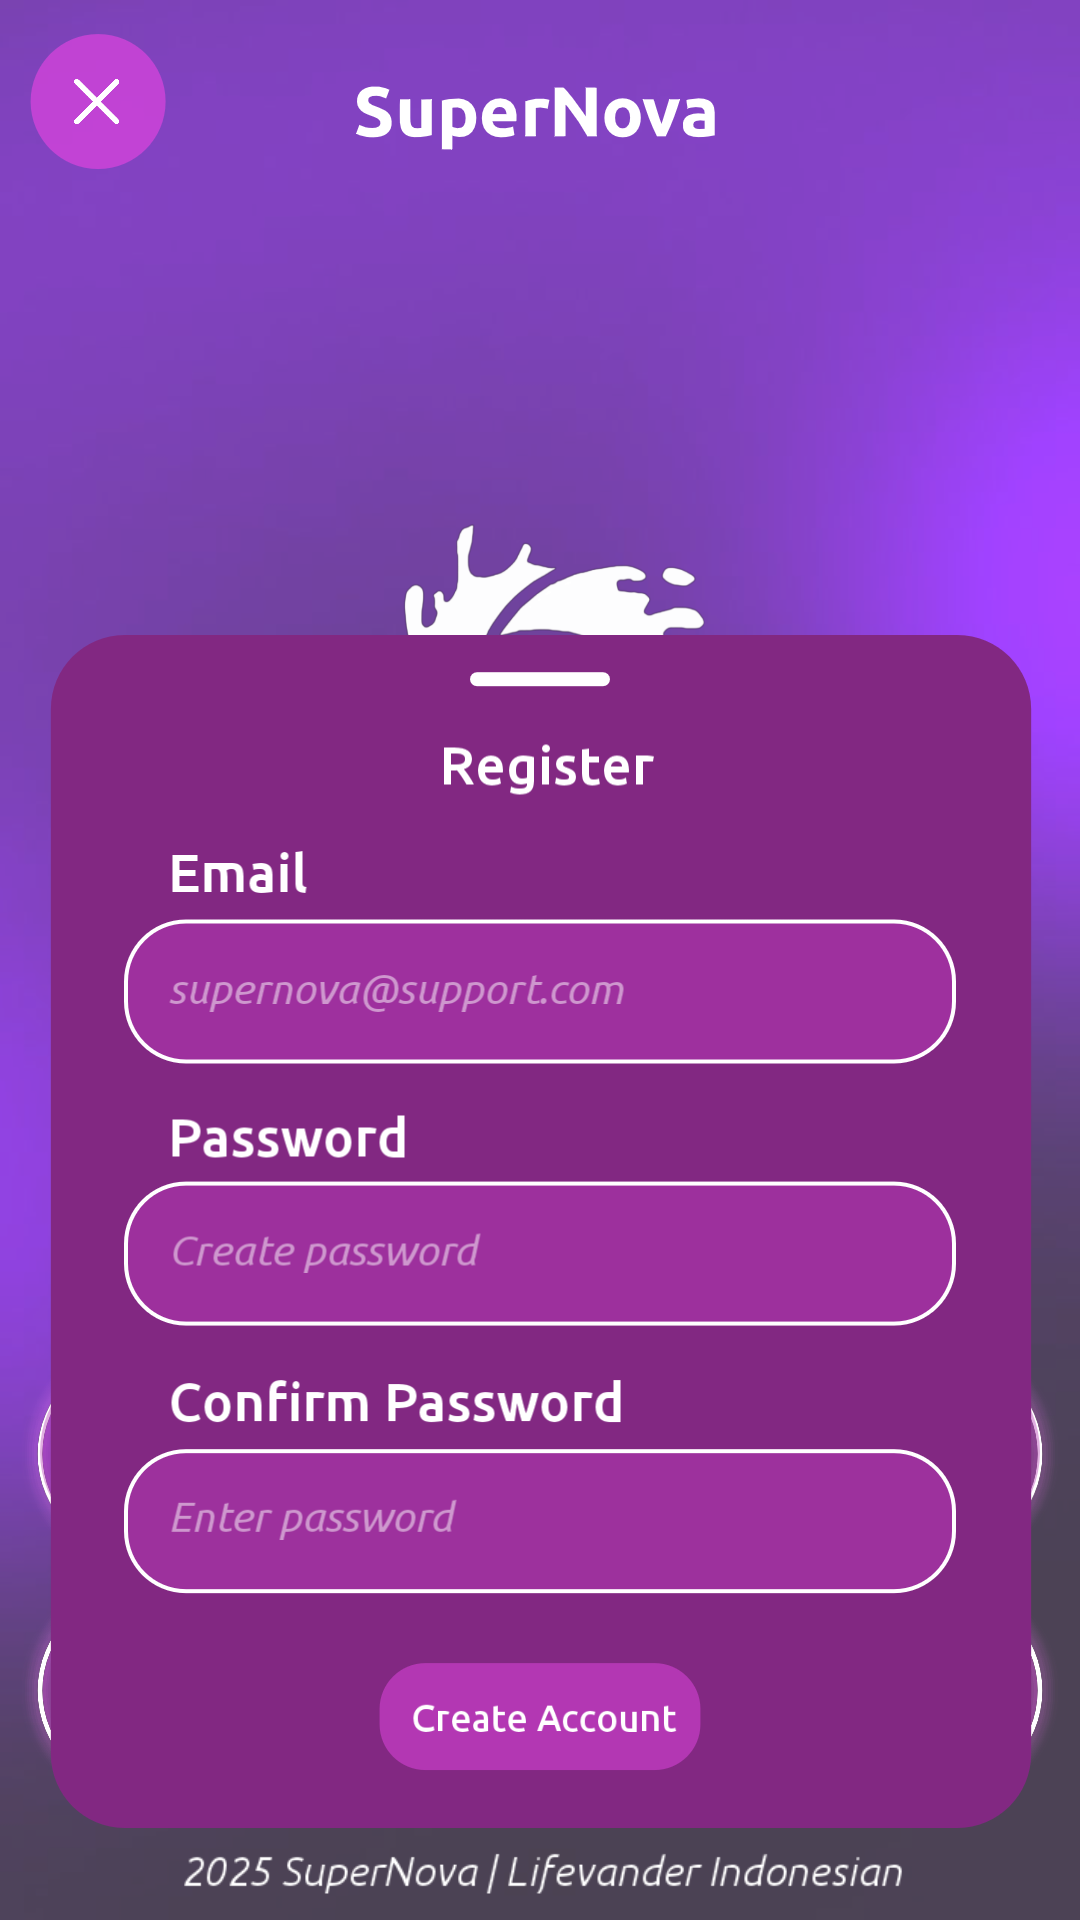 SuperNova
Register
Email
supernova@support.com
Password
Create password
Confirm Password
Enter password
Create Account
2025 SuperNova | Lifevander Indonesian